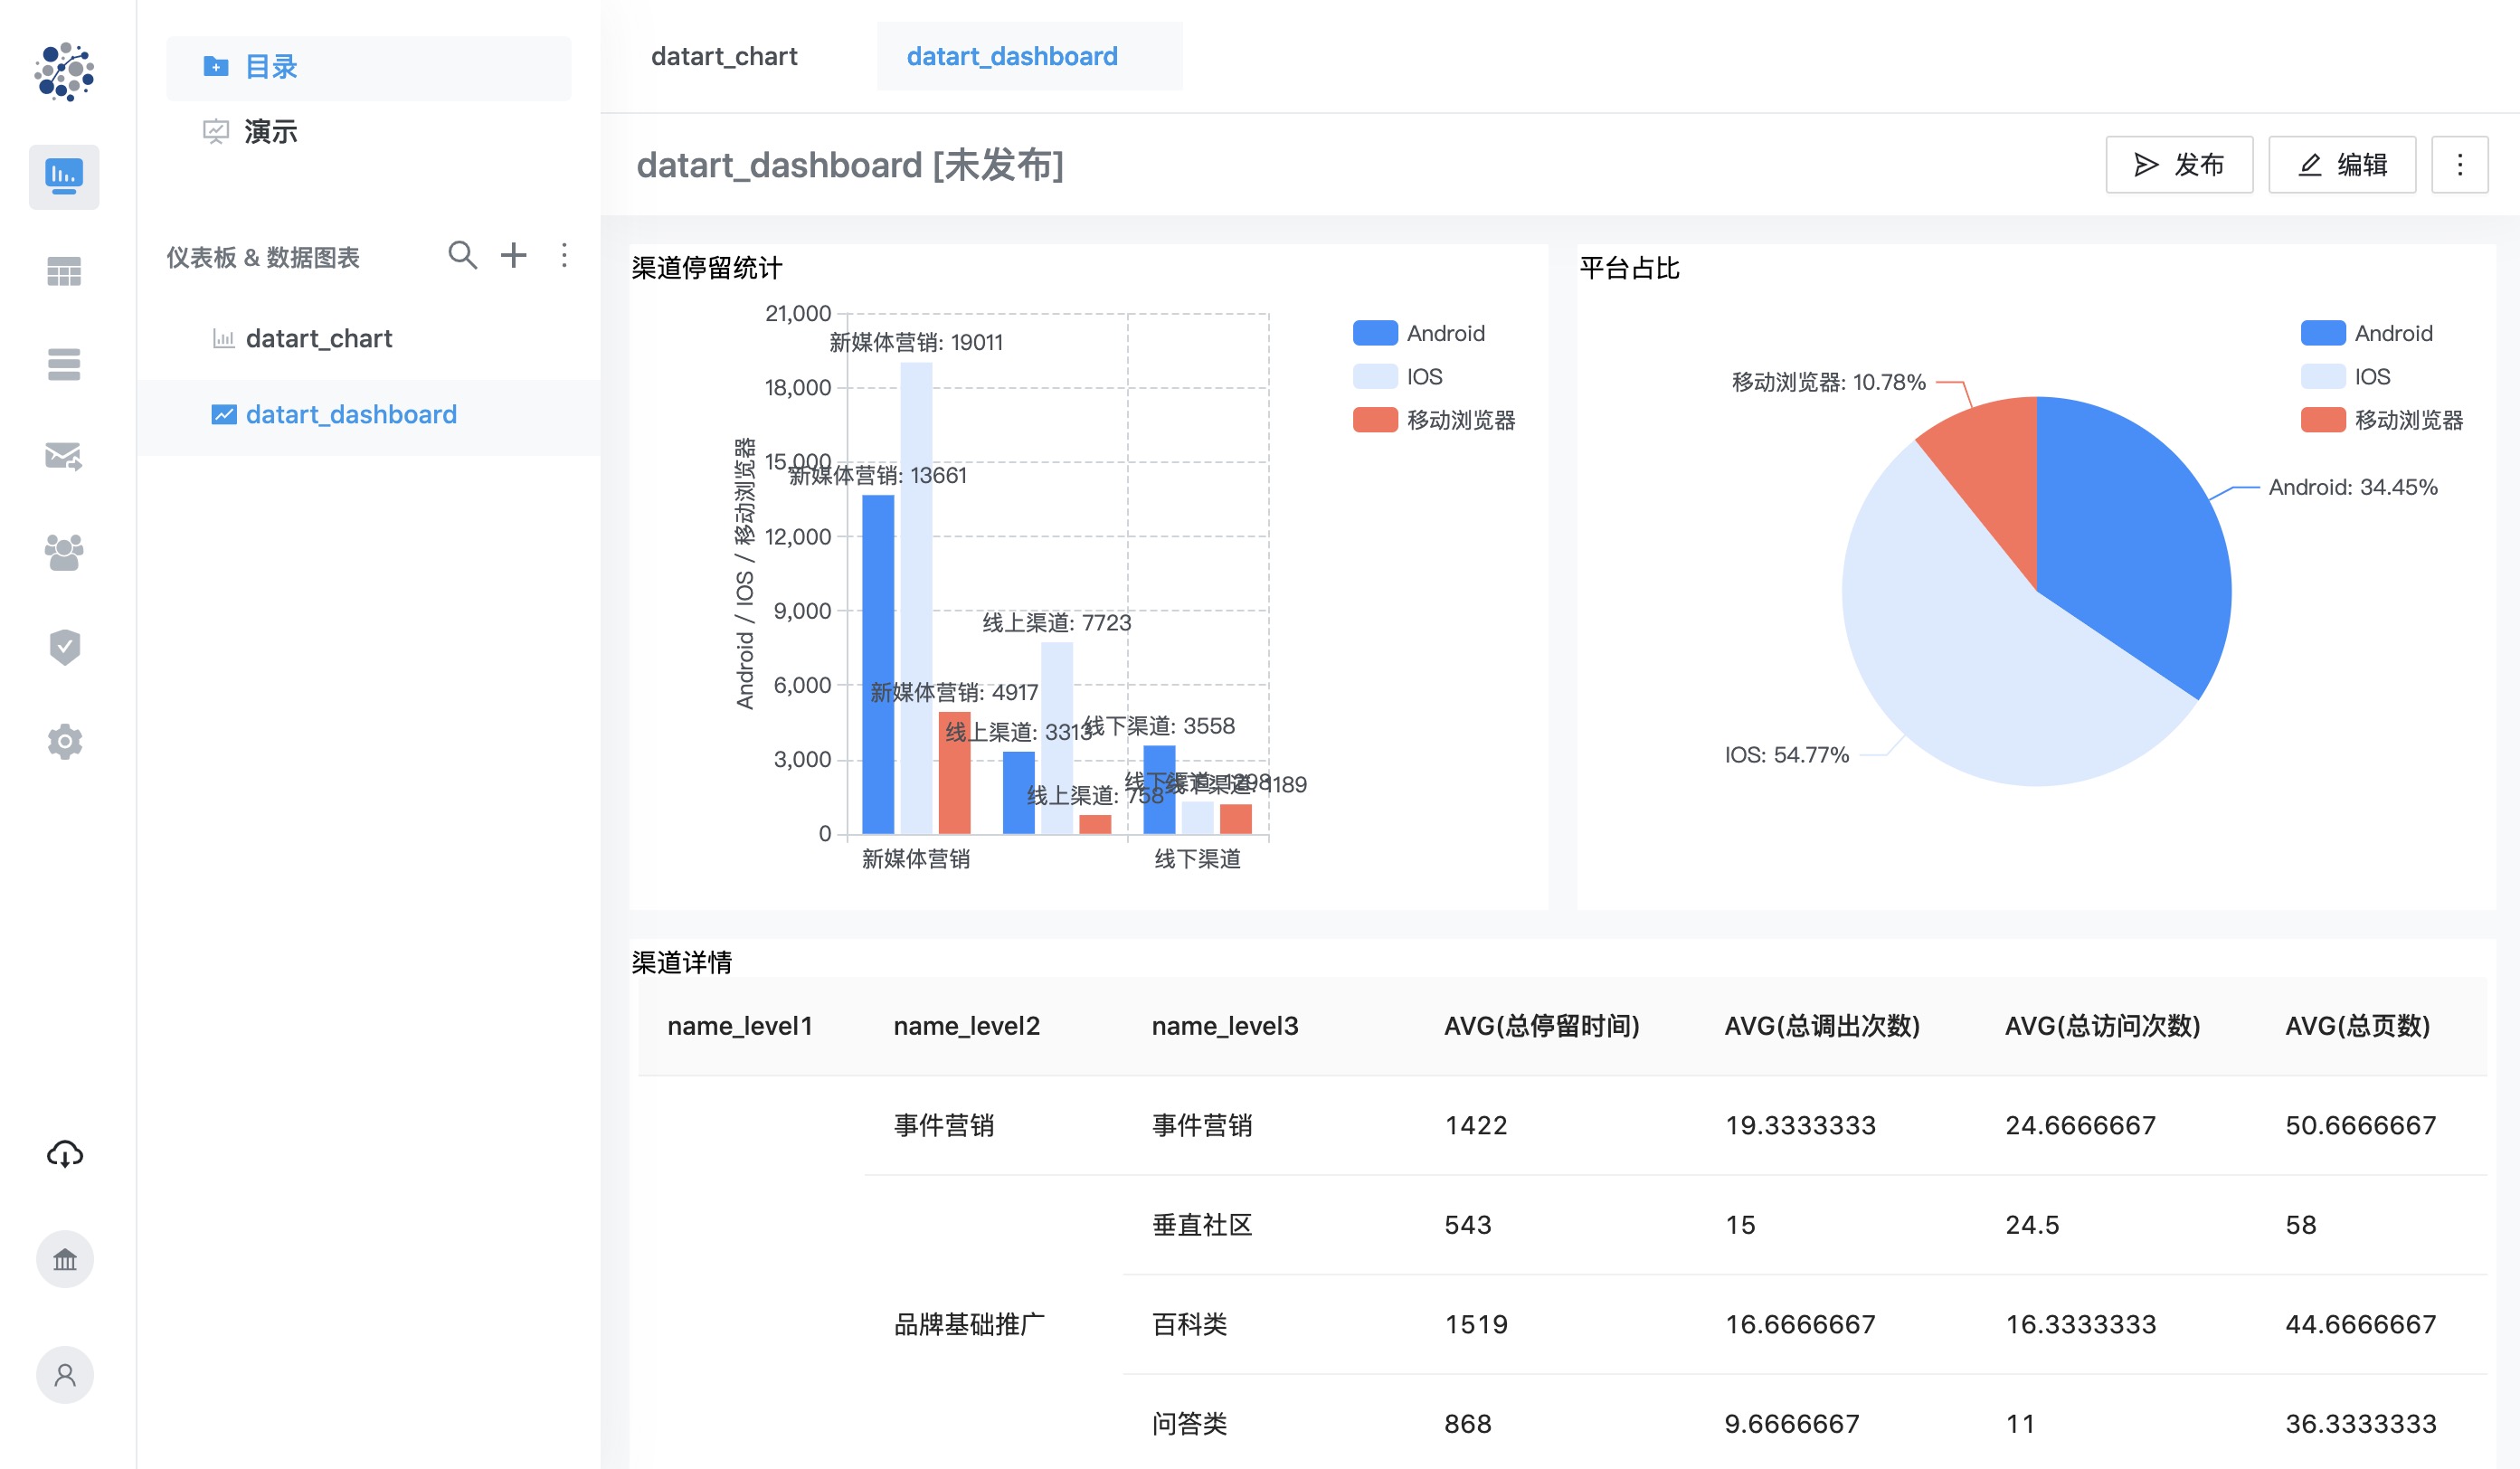 目录
演示
仪表板 & 数据图表
datart_chart
datart_dashboard
datart_chart
datart_dashboard
datart_dashboard [未发布]
发布
编辑
渠道停留统计
21,000
18,000
15,000
12,000
9,000
6,000
3,000
0
Android / IOS / 移动浏览器
新媒体营销: 19011
新媒体营销: 13661
线上渠道: 7723
新媒体营销: 4917
线上渠道: 3313
线下渠道: 3558
线上渠道: 758
线下渠道: 1298
线下渠道: 1189
新媒体营销
线下渠道
Android
IOS
移动浏览器
平台占比
Android
IOS
移动浏览器
移动浏览器: 10.78%
Android: 34.45%
IOS: 54.77%
渠道详情
name_level1 name_level2 name_level3 AVG(总停留时间) AVG(总调出次数) AVG(总访问次数) AVG(总页数)
事件营销 事件营销 1422 19.3333333 24.6666667 50.6666667
垂直社区 543 15 24.5 58
品牌基础推广 百科类 1519 16.6666667 16.3333333 44.6666667
问答类 868 9.6666667 11 36.3333333